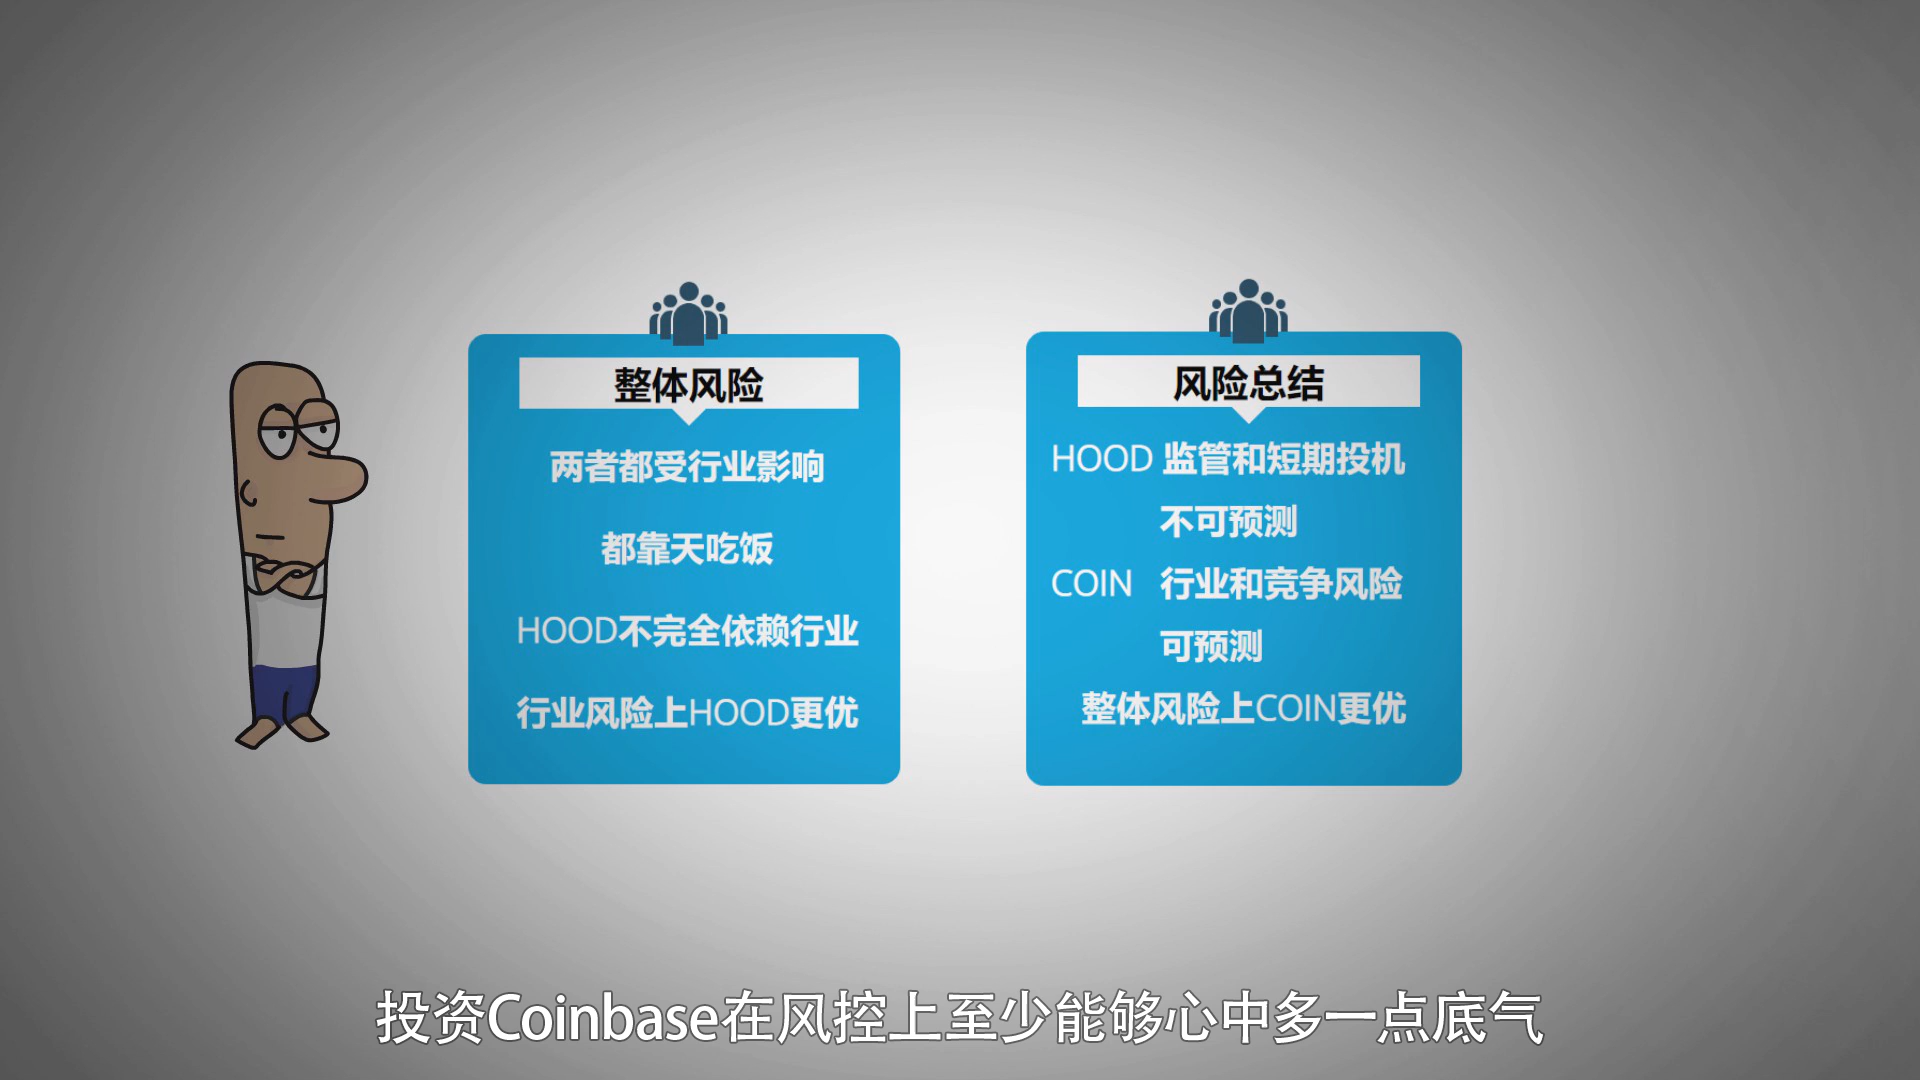 整体风险
两者都受行业影响
都靠天吃饭
HOOD不完全依赖行业
行业风险上HOOD更优
风险总结
HOOD 监管和短期投机
不可预测
COIN 行业和竞争风险
可预测
整体风险上COIN更优
投资Coinbase在风控上至少能够心中多一点底气